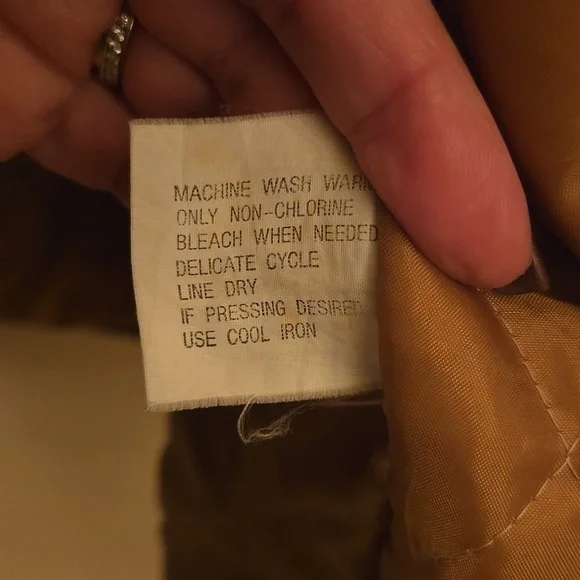 MACHINE WASH WARM
ONLY NON-CHLORINE
BLEACH WHEN NEEDED
DELICATE CYCLE
LINE DRY
IF PRESSING DESIRED
USE COOL IRON